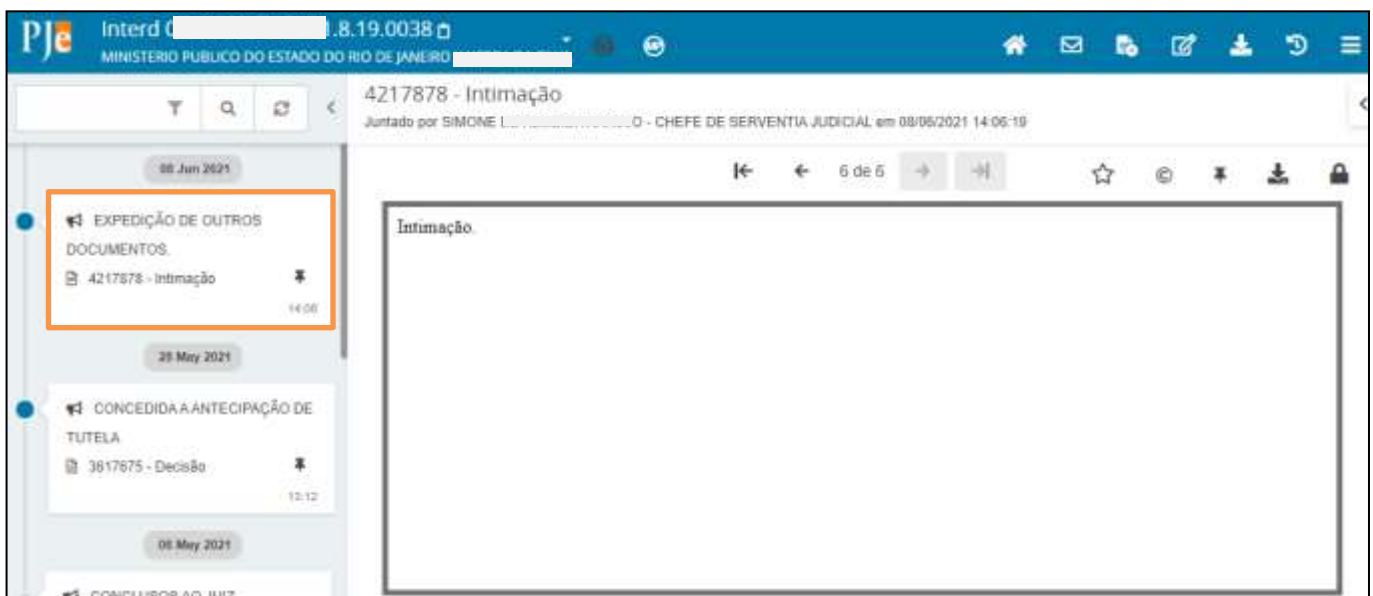 PJe
Interd
.8.19.0038
MINISTERIO PUBLICO DO ESTADO DO RIO DE JANEIRO
4217878 - Intimação
Juntado por SIMONE - CHEFE DE SERVENTIA JUDICIAL em 08/06/2021 14:06:19
6 de 6
08 Jun 2021
EXPEDIÇÃO DE OUTROS
DOCUMENTOS.
4217878 - Intimação
14:06
28 May 2021
CONCEDIDA A ANTECIPAÇÃO DE
TUTELA
3617675 - Decisão
13:12
08 May 2021
Intimação.